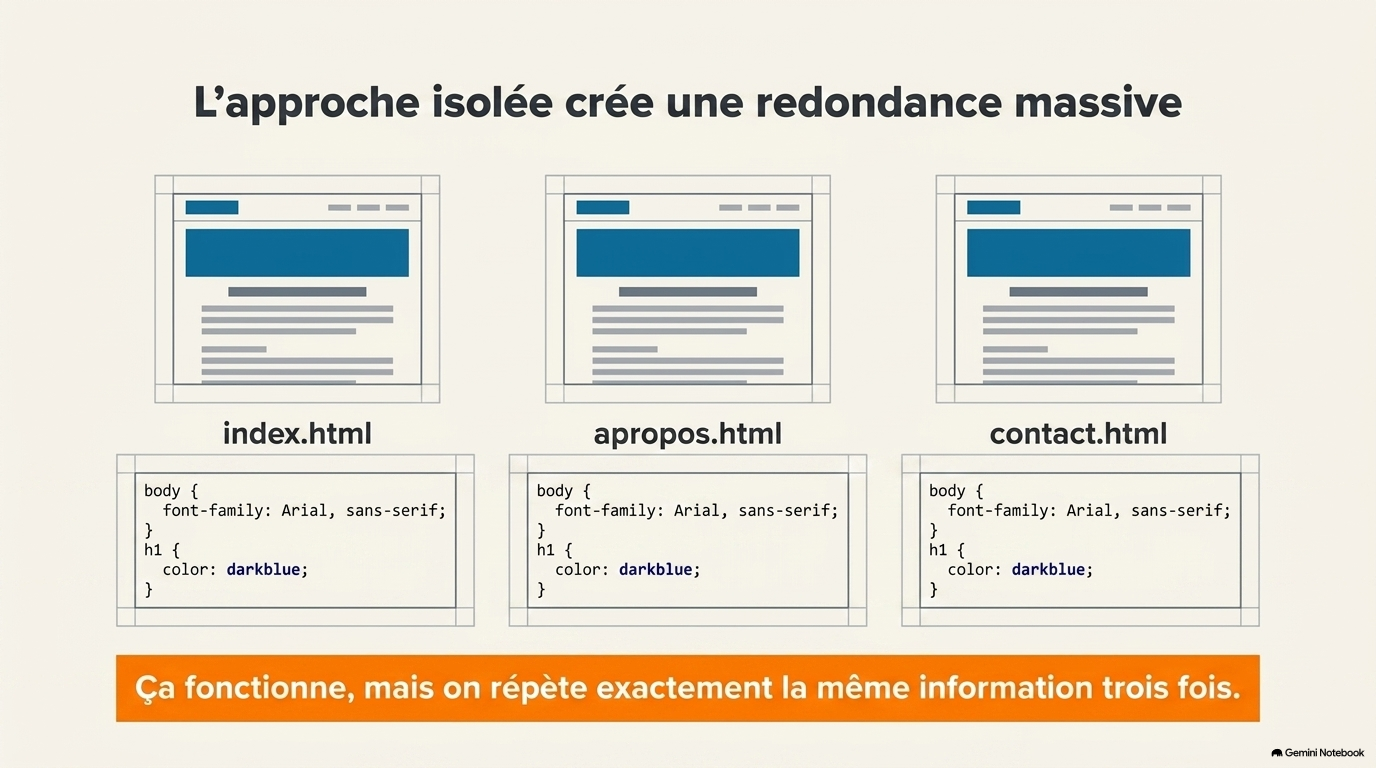 L’approche isolée crée une redondance massive
index.html
body {
  font-family: Arial, sans-serif;
}
h1 {
  color: darkblue;
}
apropos.html
body {
  font-family: Arial, sans-serif;
}
h1 {
  color: darkblue;
}
contact.html
body {
  font-family: Arial, sans-serif;
}
h1 {
  color: darkblue;
}
Ça fonctionne, mais on répète exactement la même information trois fois.
Gemini Notebook